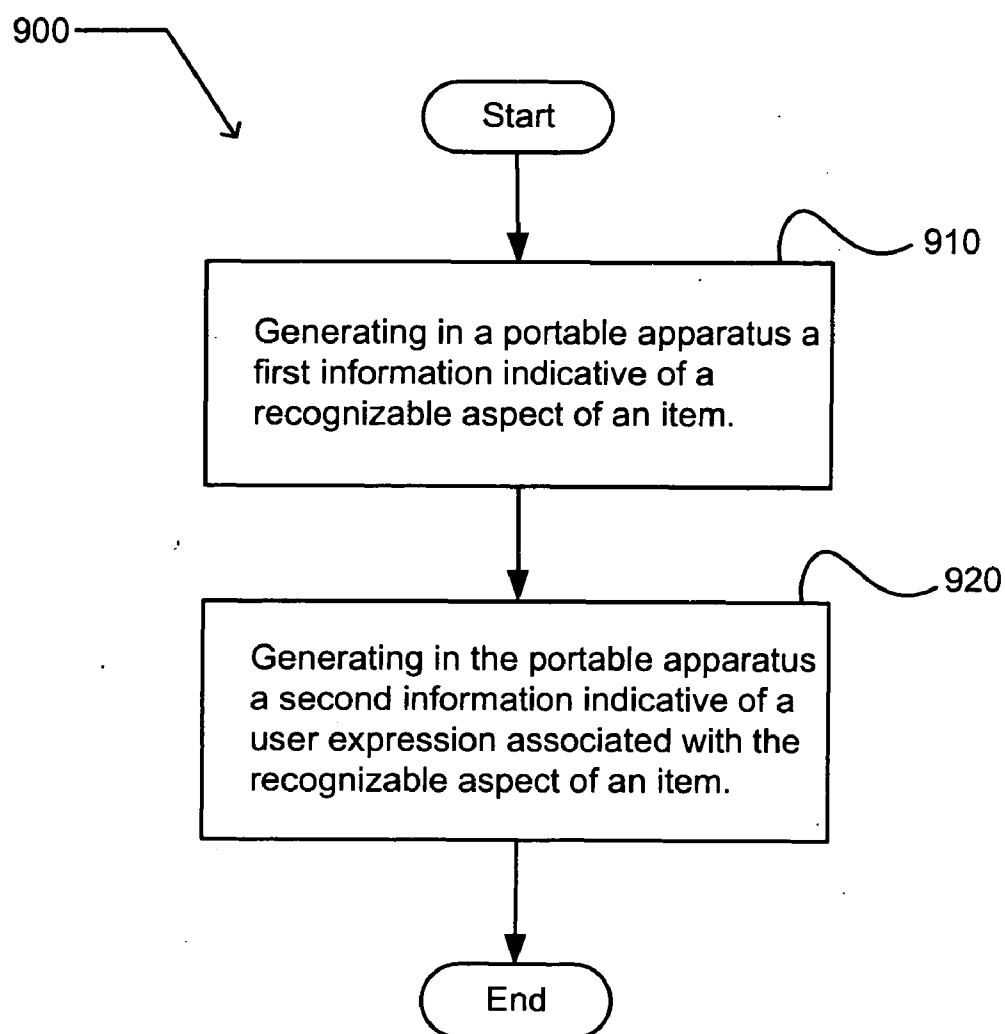 900
Start
910
Generating in a portable apparatus a
first information indicative of a
recognizable aspect of an item.
920
Generating in the portable apparatus
a second information indicative of a
user expression associated with the
recognizable aspect of an item.
End